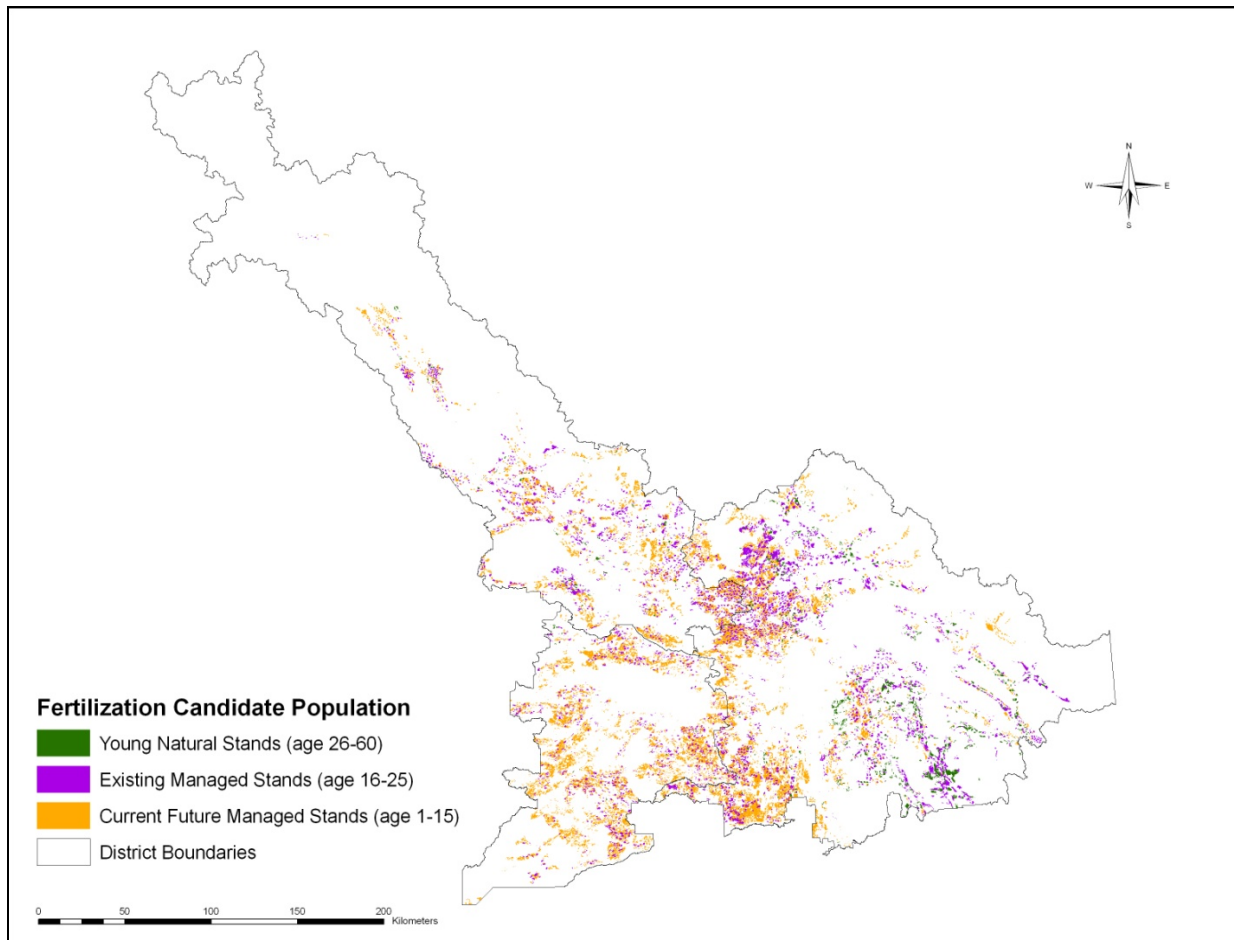 N
W E
S
Fertilization Candidate Population
Young Natural Stands (age 26-60)
Existing Managed Stands (age 16-25)
Current Future Managed Stands (age 1-15)
District Boundaries
0 50 100 150 200
Kilometers